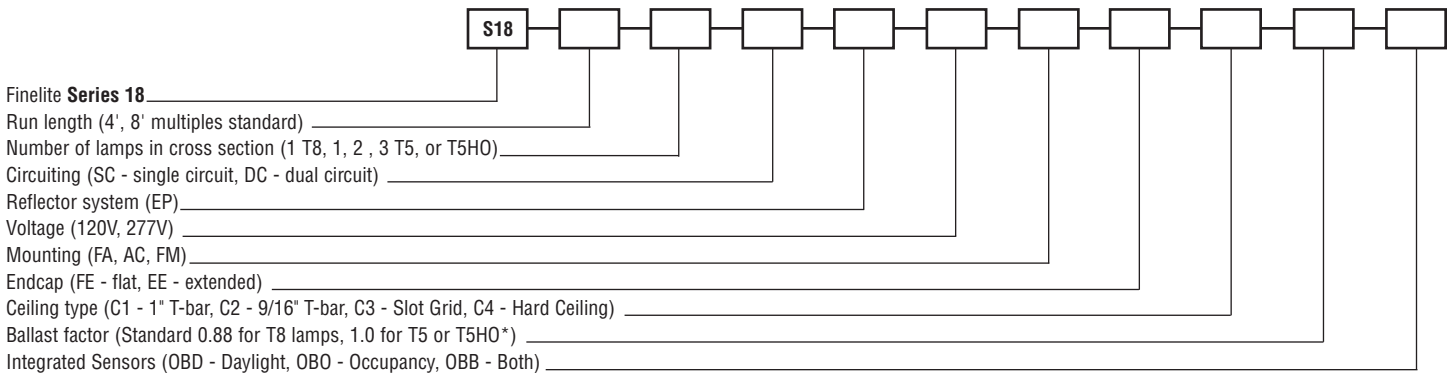 S18
Finelite Series 18
Run length (4', 8' multiples standard)
Number of lamps in cross section (1 T8, 1, 2 , 3 T5, or T5HO)
Circuiting (SC - single circuit, DC - dual circuit)
Reflector system (EP)
Voltage (120V, 277V)
Mounting (FA, AC, FM)
Endcap (FE - flat, EE - extended)
Ceiling type (C1 - 1" T-bar, C2 - 9/16" T-bar, C3 - Slot Grid, C4 - Hard Ceiling)
Ballast factor (Standard 0.88 for T8 lamps, 1.0 for T5 or T5HO*)
Integrated Sensors (OBD - Daylight, OBO - Occupancy, OBB - Both)